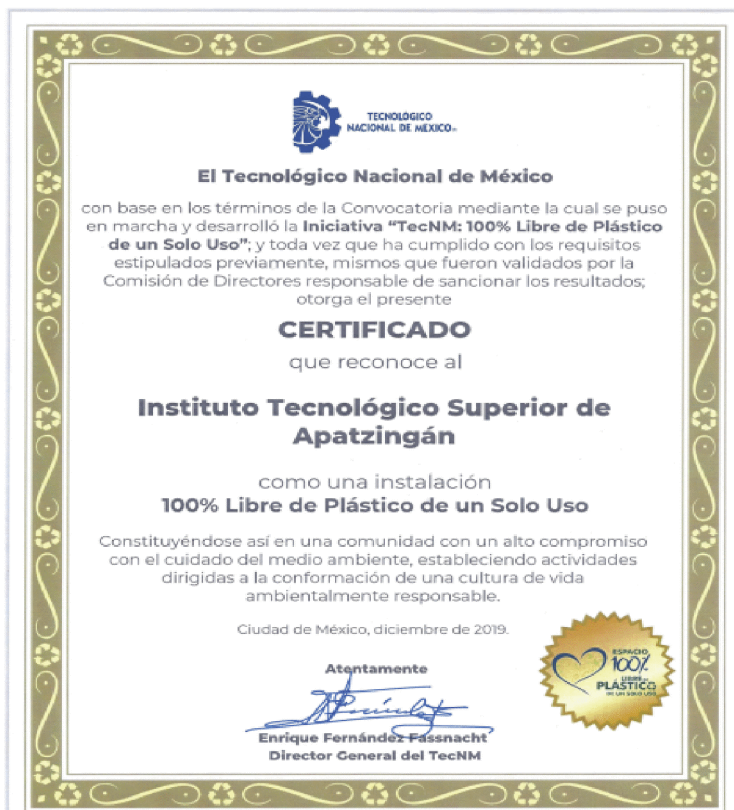 TECNOLÓGICO
NACIONAL DE MÉXICO
El Tecnológico Nacional de México
con base en los términos de la Convocatoria mediante la cual se puso
en marcha y desarrolló la Iniciativa “TecNM: 100% Libre de Plástico
de un Solo Uso”; y toda vez que ha cumplido con los requisitos
estipulados previamente, mismos que fueron validados por la
Comisión de Directores responsable de sancionar los resultados;
otorga el presente
CERTIFICADO
que reconoce al
Instituto Tecnológico Superior de
Apatzingán
como una instalación
100% Libre de Plástico de un Solo Uso
Constituyéndose así en una comunidad con un alto compromiso
con el cuidado del medio ambiente, estableciendo actividades
dirigidas a la conformación de una cultura de vida
ambientalmente responsable.
Ciudad de México, diciembre de 2019.
ESPACIO
100%
LIBRE DE
PLÁSTICO
DE UN SOLO USO
Atentamente
Enrique Fernández Fassnacht
Director General del TecNM